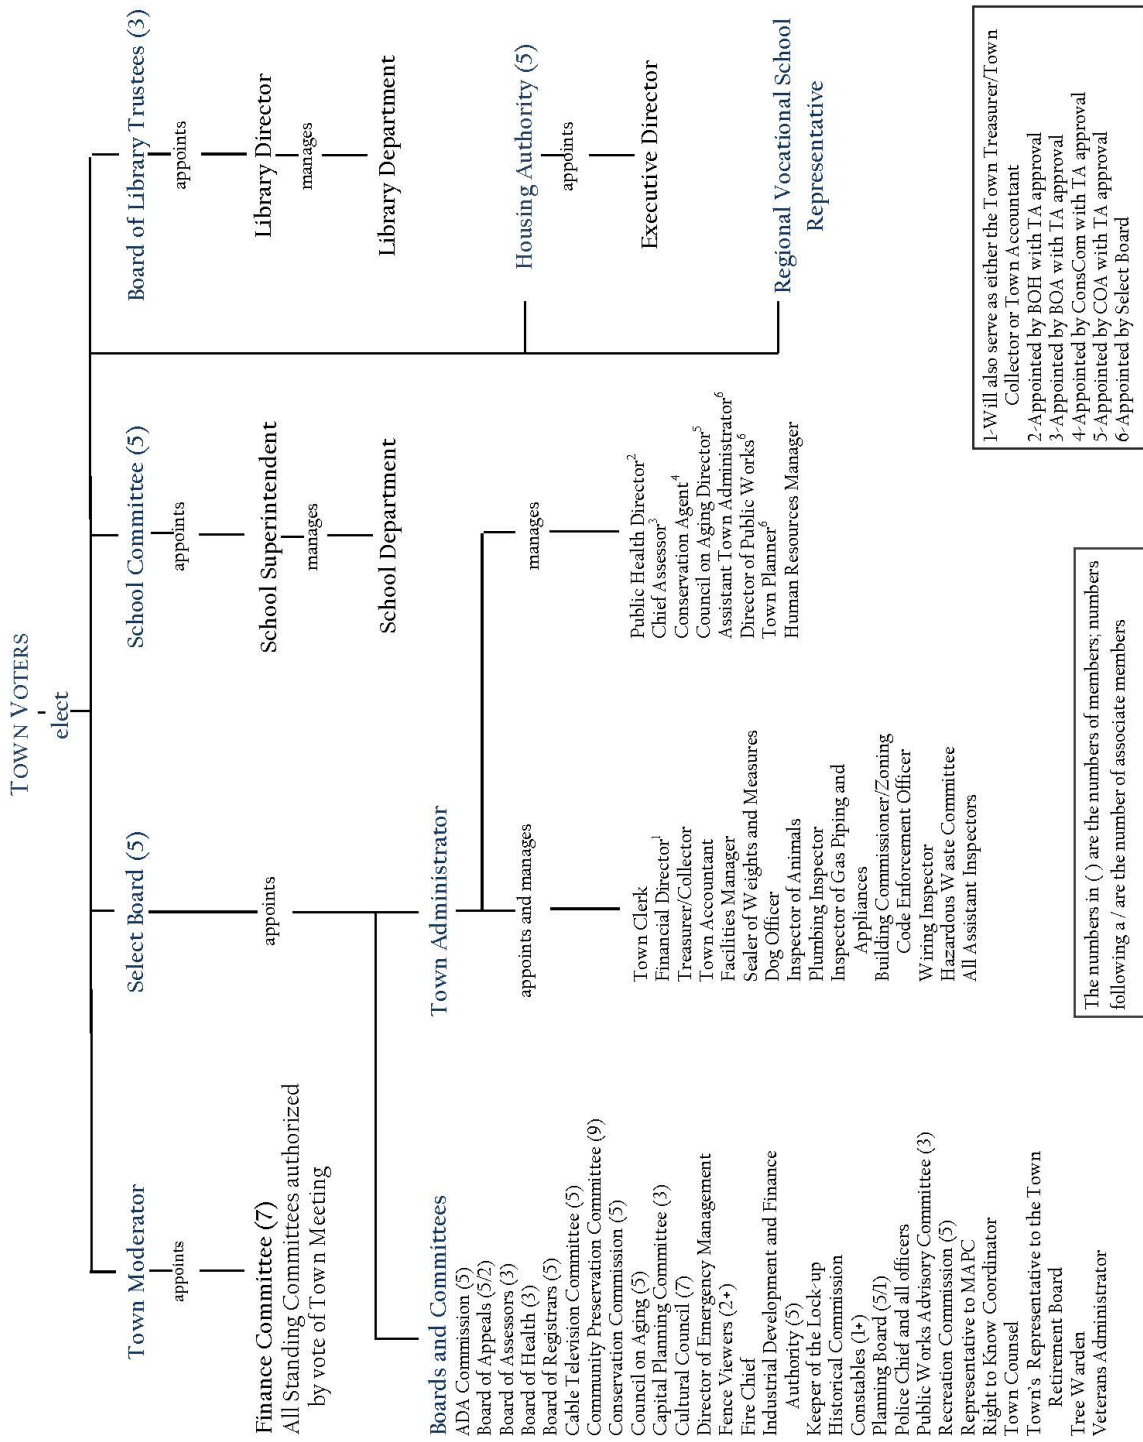 TOWN VOTERS
elect
Town Moderator
appoints
Finance Committee (7)
All Standing Committees authorized
by vote of Town Meeting
Select Board (5)
appoints
Boards and Committees
ADA Commission (5)
Board of Appeals (5/2)
Board of Assessors (3)
Board of Health (3)
Board of Registrars (5)
Cable Television Committee (5)
Community Preservation Committee (9)
Conservation Commission (5)
Council on Aging (5)
Capital Planning Committee (3)
Cultural Council (7)
Director of Emergency Management
Fence Viewers (2+)
Fire Chief
Industrial Development and Finance
Authority (5)
Keeper of the Lock-up
Historical Commission
Constables (1+)
Planning Board (5/1)
Police Chief and all officers
Public Works Advisory Committee (3)
Recreation Commission (5)
Representative to MAPC
Right to Know Coordinator
Town Counsel
Town's Representative to the Town
Retirement Board
Tree Warden
Veterans Administrator
Town Administrator
appoints and manages
Town Clerk
Financial Director¹
Treasurer/Collector
Town Accountant
Facilities Manager
Sealer of Weights and Measures
Dog Officer
Inspector of Animals
Plumbing Inspector
Inspector of Gas Piping and
Appliances
Building Commissioner/Zoning
Code Enforcement Officer
Wiring Inspector
Hazardous Waste Committee
All Assistant Inspectors
manages
Public Health Director²
Chief Assessor³
Conservation Agent⁴
Council on Aging Director⁵
Assistant Town Administrator⁶
Director of Public Works⁶
Town Planner⁶
Human Resources Manager
School Committee (5)
appoints
School Superintendent
manages
School Department
Board of Library Trustees (3)
appoints
Library Director
manages
Library Department
Housing Authority (5)
appoints
Executive Director
Regional Vocational School
Representative
The numbers in ( ) are the numbers of members; numbers
following a / are the number of associate members
1-Will also serve as either the Town Treasurer/Town
Collector or Town Accountant
2-Appointed by BOH with TA approval
3-Appointed by BOA with TA approval
4-Appointed by ConsCom with TA approval
5-Appointed by COA with TA approval
6-Appointed by Select Board